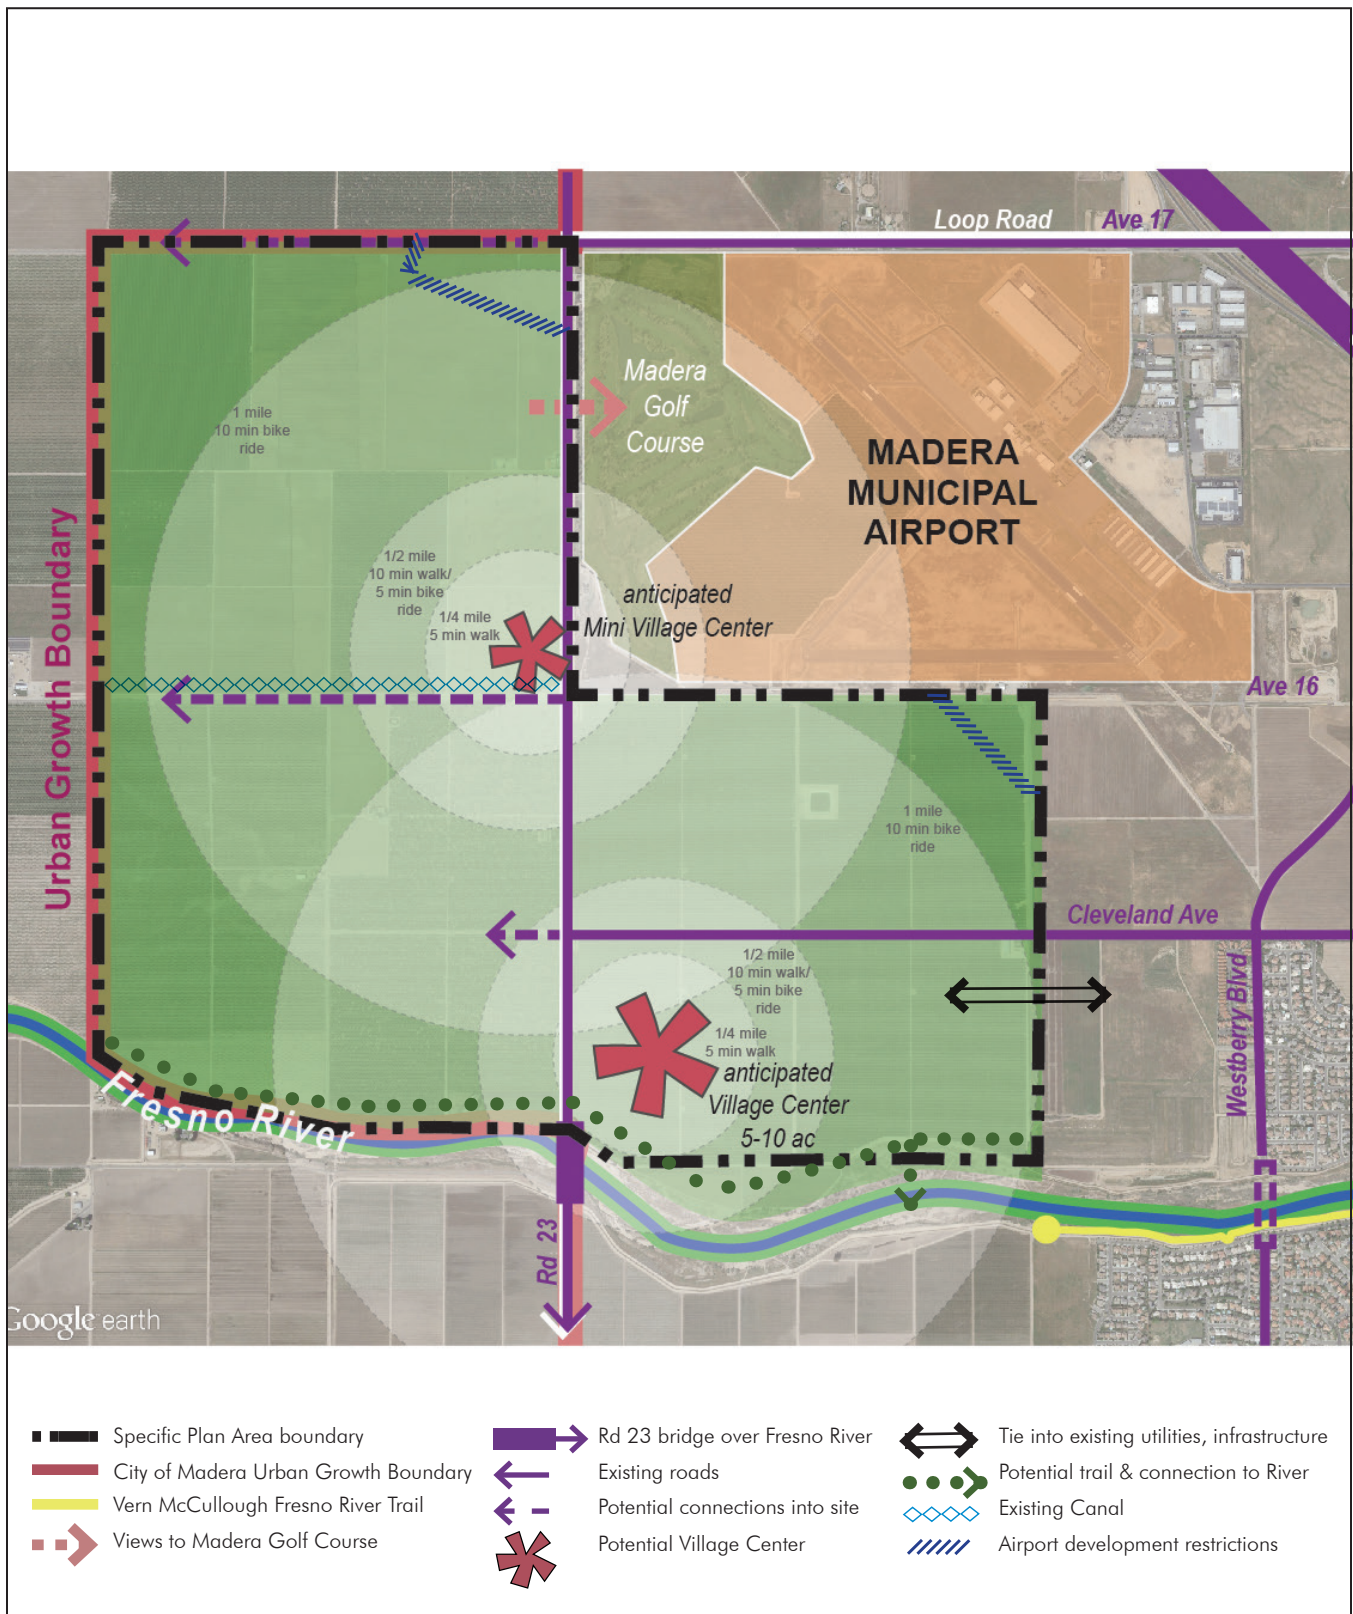 Loop Road
Ave 17
Madera
Golf
Course
1 mile
10 min bike
ride
MADERA
MUNICIPAL
AIRPORT
1/2 mile
10 min walk/
5 min bike
ride
1/4 mile
5 min walk
anticipated
Mini Village Center
Urban Growth Boundary
Ave 16
1 mile
10 min bike
ride
Cleveland Ave
1/2 mile
10 min walk/
5 min bike
ride
1/4 mile
5 min walk
anticipated
Village Center
5-10 ac
Westberry Blvd
Fresno River
Rd 23
Google earth
Specific Plan Area boundary
City of Madera Urban Growth Boundary
Vern McCullough Fresno River Trail
Views to Madera Golf Course
Rd 23 bridge over Fresno River
Existing roads
Potential connections into site
Potential Village Center
Tie into existing utilities, infrastructure
Potential trail & connection to River
Existing Canal
Airport development restrictions